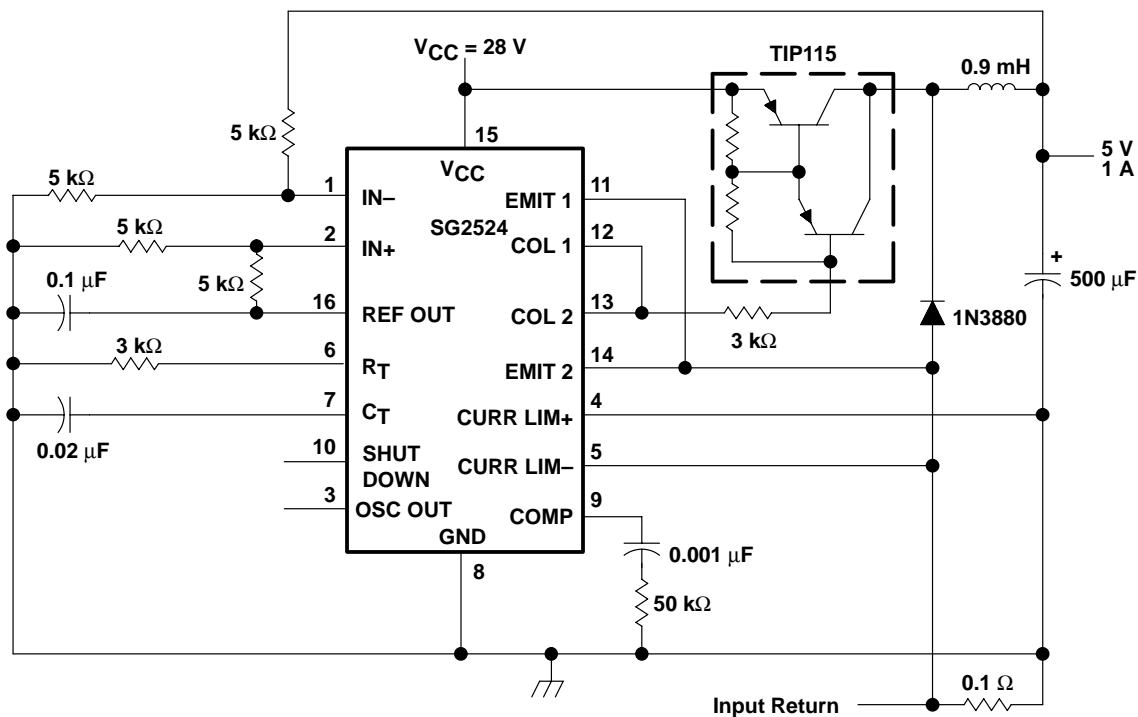 VCC = 28 V
TIP115
0.9 mH
5 kΩ
5 V
1 A
15
VCC
SG2524
5 kΩ
1
IN–
EMIT 1
11
5 kΩ
2
IN+
COL 1
12
0.1 µF
5 kΩ
16
REF OUT
COL 2
13
3 kΩ
+
500 µF
1N3880
3 kΩ
6
RT
EMIT 2
14
0.02 µF
7
CT
CURR LIM+
4
10
SHUT
DOWN
CURR LIM–
5
3
OSC OUT
COMP
9
GND
8
0.001 µF
50 kΩ
0.1 Ω
Input Return